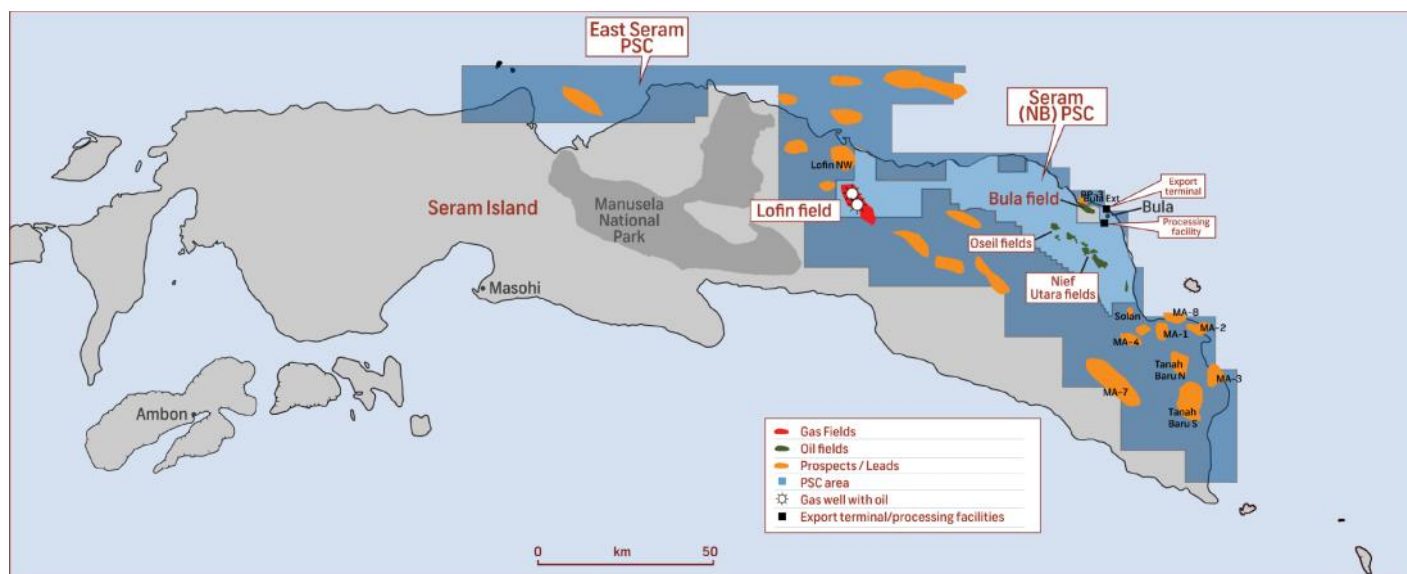 East Seram
PSC
Seram
(NB) PSC
Lofin NW
Export
terminal
Bula Ext
Bula field
Bula
Seram Island
Manusela
National
Park
Lofin field
Processing
facility
Oseil fields
Nief
Utara fields
Masohi
Solan
MA-8
MA-2
MA-1
MA-4
Tanah
Baru N
MA-3
MA-7
Ambon
Tanah
Baru S
Gas Fields
Oil fields
Prospects / Leads
PSC area
Gas well with oil
Export terminal/processing facilities
0 km 50